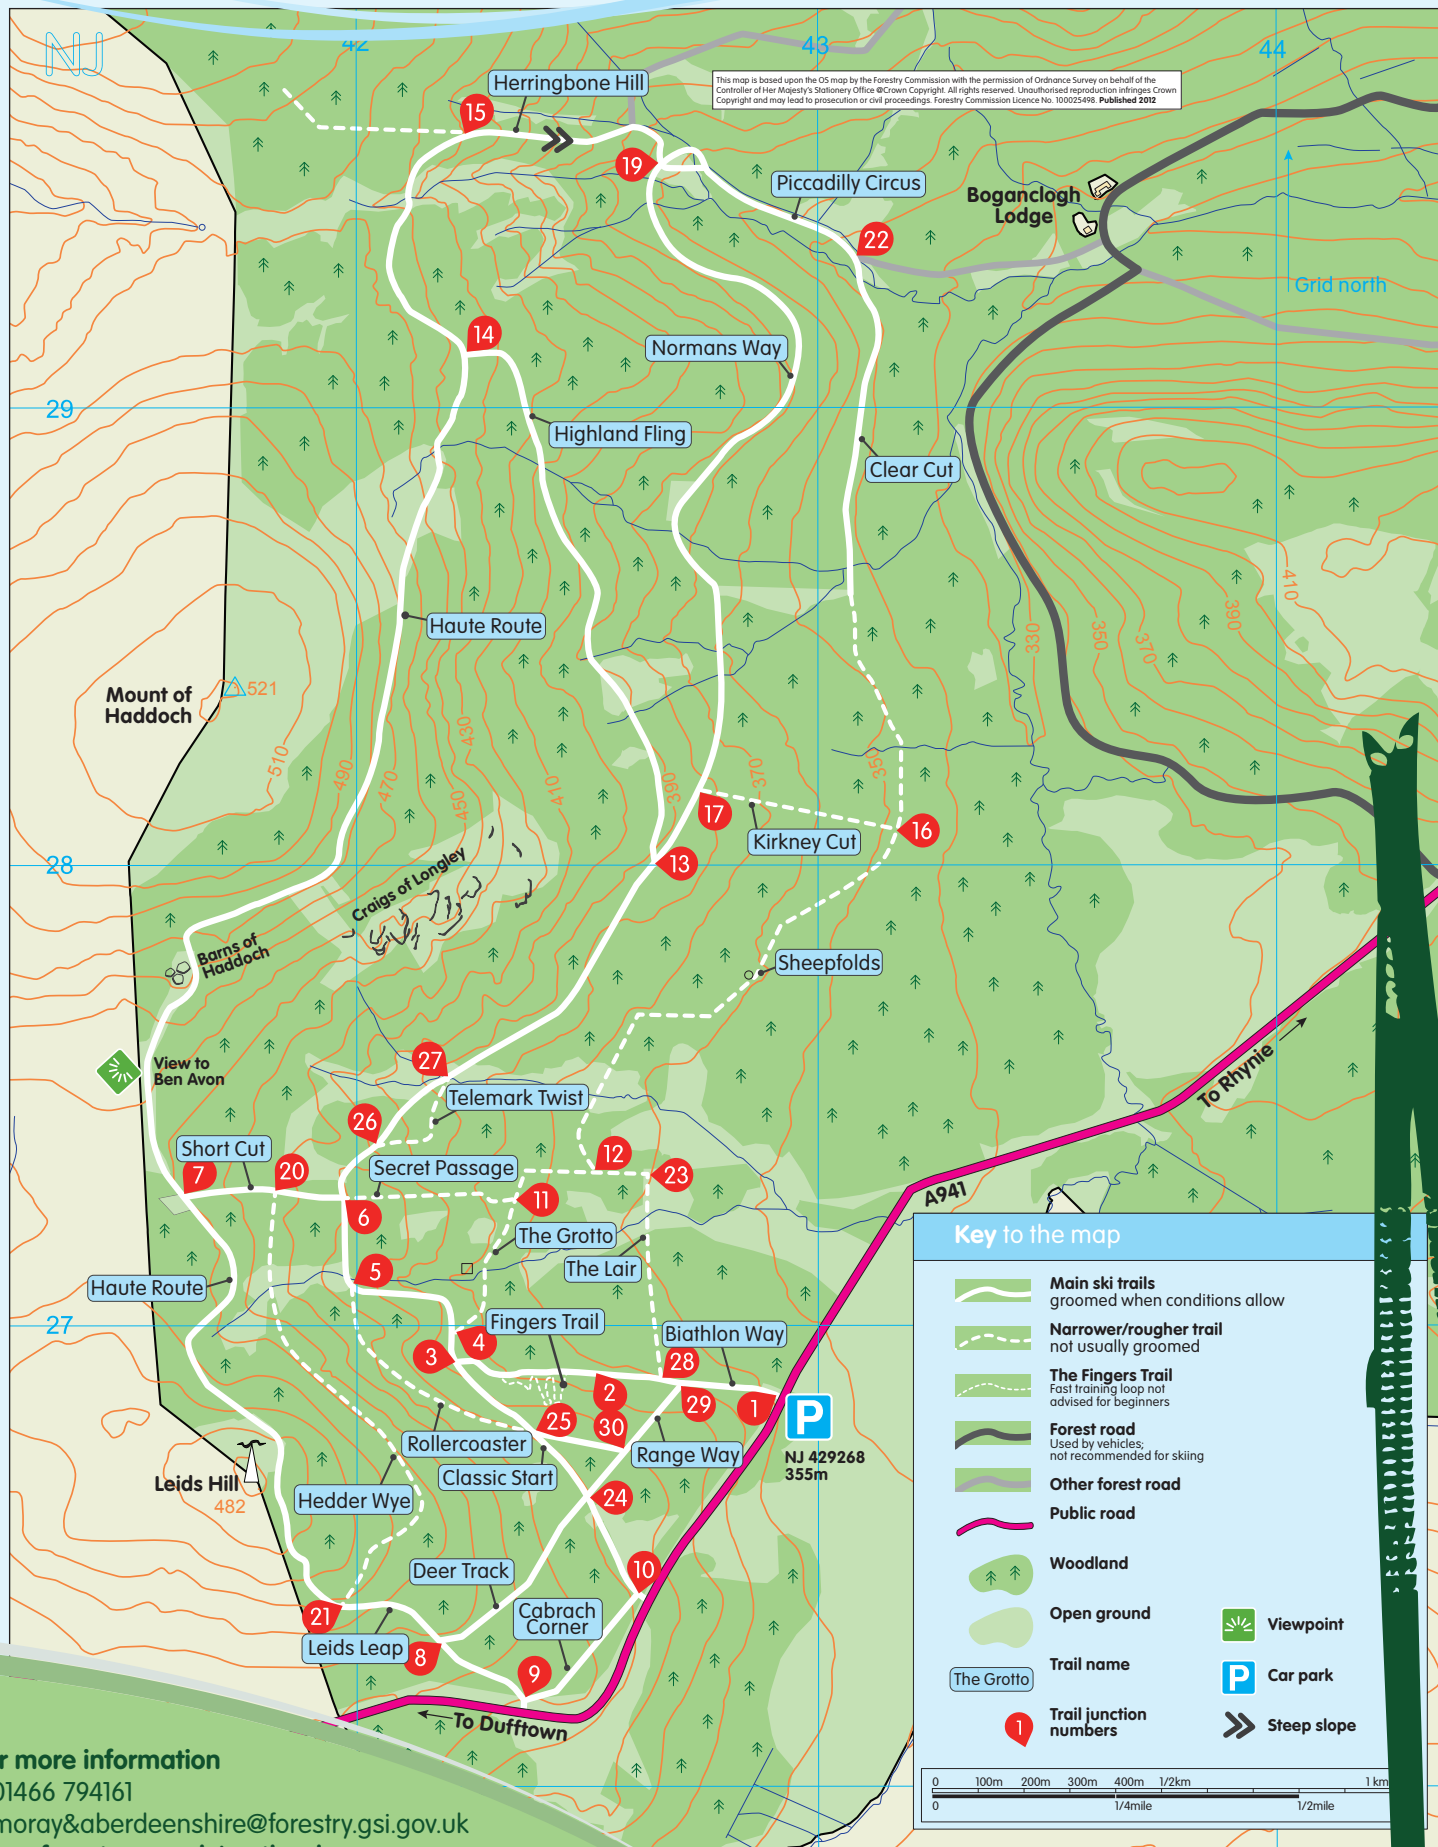 NJ
42
43
44
This map is based upon the OS map by the Forestry Commission with the permission of Ordnance Survey on behalf of the
Controller of Her Majesty's Stationery Office @Crown Copyright. All rights reserved. Unauthorised reproduction infringes Crown
Copyright and may lead to prosecution or civil proceedings. Forestry Commission Licence No. 100025498. Published 2012
Herringbone Hill
15
19
Piccadilly Circus
Boganclogh
Lodge
22
Grid north
14
Normans Way
29
Highland Fling
Clear Cut
410
390
Haute Route
330
350
370
Mount of
Haddoch
521
510
490
470
430
450
410
390
370
350
17
Kirkney Cut
16
28
13
Craigs of Longley
Barns of
Haddoch
Sheepfolds
View to
Ben Avon
27
Telemark Twist
To Rhynie
26
Short Cut
7
20
Secret Passage
12
23
11
A941
6
The Grotto
The Lair
5
Haute Route
27
Fingers Trail
Biathlon Way
4
3
28
2
29
1
P
25
30
Rollercoaster
Range Way
Classic Start
NJ 429268
355m
Leids Hill
482
Hedder Wye
24
Deer Track
10
Cabrach
Corner
21
Leids Leap
8
9
To Dufftown
Key to the map
Main ski trails
groomed when conditions allow
Narrower/rougher trail
not usually groomed
The Fingers Trail
Fast training loop not
advised for beginners
Forest road
Used by vehicles;
not recommended for skiing
Other forest road
Public road
Woodland
Open ground
Viewpoint
The Grotto
Trail name
P
Car park
1
Trail junction
numbers
Steep slope
0 100m 200m 300m 400m 1/2km 1 km
0 1/4mile 1/2mile
r more information
01466 794161
moray&aberdeenshire@forestry.gsi.gov.uk